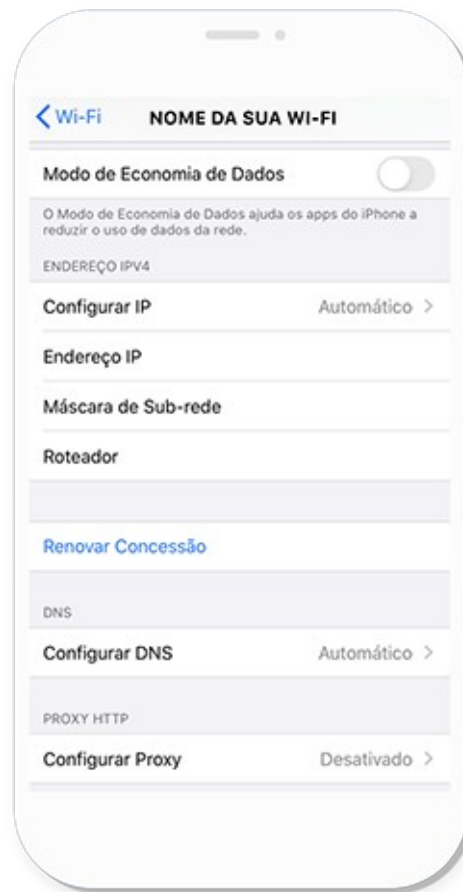 Wi-Fi NOME DA SUA WI-FI
Modo de Economia de Dados
O Modo de Economia de Dados ajuda os apps do iPhone a
reduzir o uso de dados da rede.
ENDEREÇO IPV4
Configurar IP Automático
Endereço IP
Máscara de Sub-rede
Roteador
Renovar Concessão
DNS
Configurar DNS Automático
PROXY HTTP
Configurar Proxy Desativado